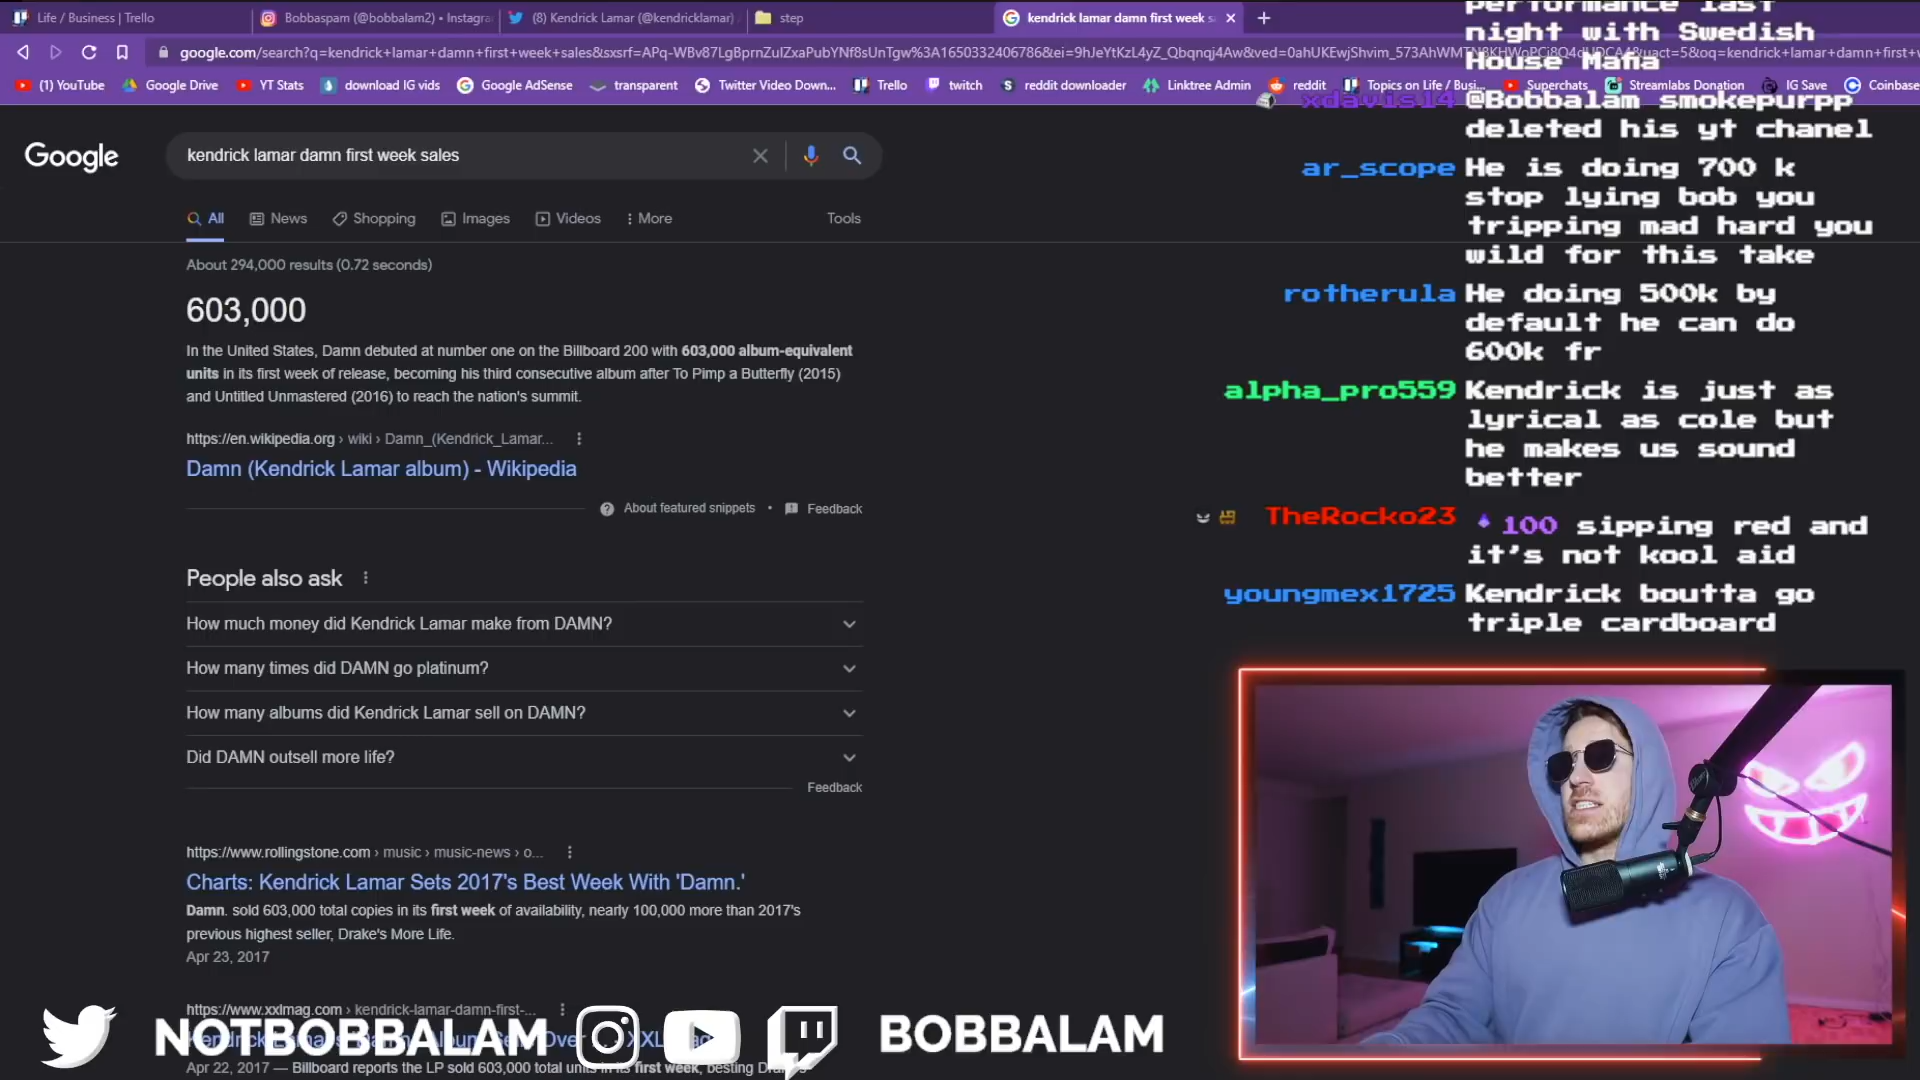 Life / Business | Trello
Bobbaspam (@bobbalam2) • Instagra
(8) Kendrick Lamar (@kendricklamar)
step
kendrick lamar damn first week s
google.com/search?q=kendrick+lamar+damn+first+week+sales&sxsrf=
(1) YouTube
Google Drive
YT Stats
download IG vids
Google AdSense
transparent
Twitter Video Down...
Trello
twitch
reddit downloader
Linktree Admin
reddit
Topics on Life / Busi...
Superchats
Streamlabs Donation
IG Save
Coinbase
Google
kendrick lamar damn first week sales
All
News
Shopping
Images
Videos
More
Tools
About 294,000 results (0.72 seconds)
603,000
In the United States, Damn debuted at number one on the Billboard 200 with 603,000 album-equivalent
units in its first week of release, becoming his third consecutive album after To Pimp a Butterfly (2015)
and Untitled Unmastered (2016) to reach the nation's summit.
https://en.wikipedia.org › wiki › Damn_(Kendrick_Lamar...
Damn (Kendrick Lamar album) - Wikipedia
About featured snippets • Feedback
People also ask
How much money did Kendrick Lamar make from DAMN?
How many times did DAMN go platinum?
How many albums did Kendrick Lamar sell on DAMN?
Did DAMN outsell more life?
Feedback
https://www.rollingstone.com › music › music-news › o...
Charts: Kendrick Lamar Sets 2017's Best Week With 'Damn.'
Damn. sold 603,000 total copies in its first week of availability, nearly 100,000 more than 2017's
previous highest seller, Drake's More Life.
Apr 23, 2017
https://www.xxlmag.com › kendrick-lamar-damn-first-...
Apr 22, 2017 — Billboard reports the LP sold 603,000 total units in its first week, besting
NOTBOBBALAM
BOBBALAM
performance last
night with Swedish
House Mafia
xdavis14 @Bobbalam smokepurpp
deleted his yt chanel
ar_scope He is doing 700 k
stop lying bob you
tripping mad hard you
wild for this take
rotherula He doing 500k by
default he can do
600k fr
alpha_pro559 Kendrick is just as
lyrical as cole but
he makes us sound
better
TheRocko23 100 sipping red and
it's not kool aid
youngmex1725 Kendrick boutta go
triple cardboard